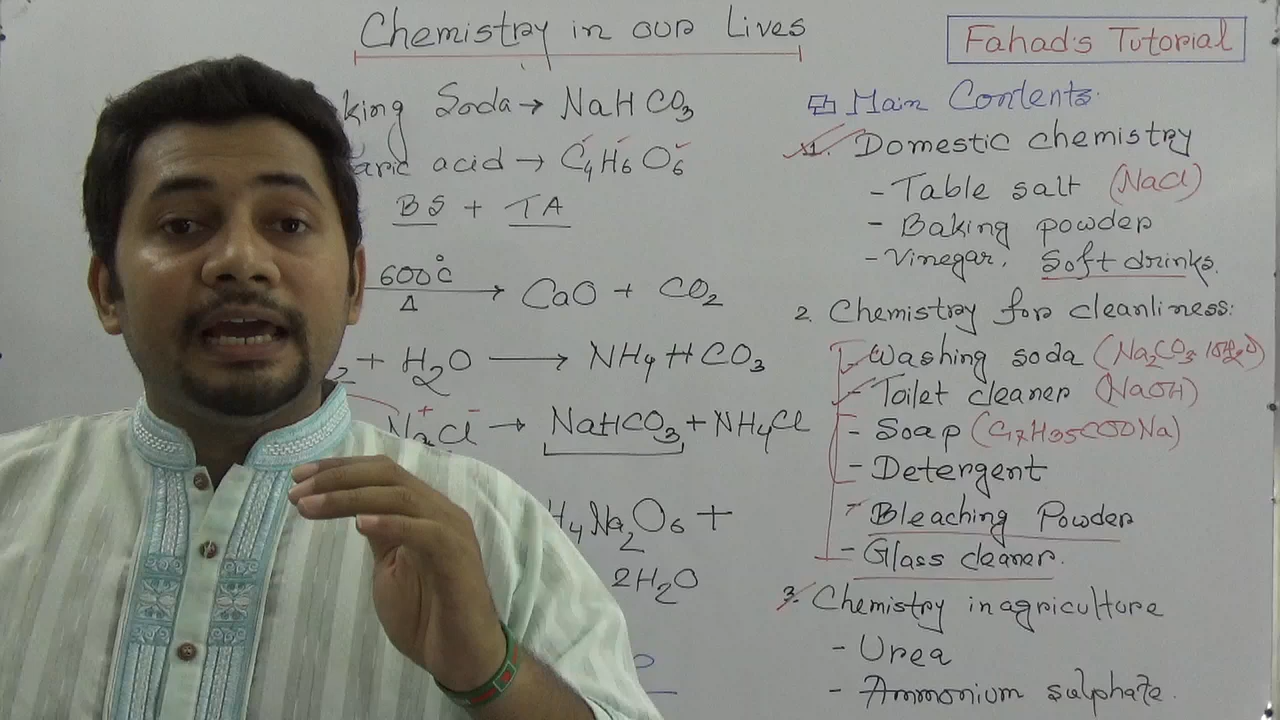 Chemistry in our Lives
king Soda → NaHCO3
aric acid → C4H6O6
BS + TA
600°C
Δ
CaO + CO2
2 + H2O → NH4HCO3
Na+Cl- → NaHCO3 + NH4Cl
H4Na2O6 +
2H2O
Fahad's Tutorial
Main Contents:
1. Domestic chemistry
- Table salt (NaCl)
- Baking powder
- Vinegar, Soft drinks.
2. Chemistry for cleanliness:
- Washing soda (Na2CO3.10H2O)
- Toilet cleaner (NaOH)
- Soap (C17H35COONa)
- Detergent
- Bleaching Powder
- Glass cleaner.
3. Chemistry in agriculture
- Urea
- Ammonium sulphate.